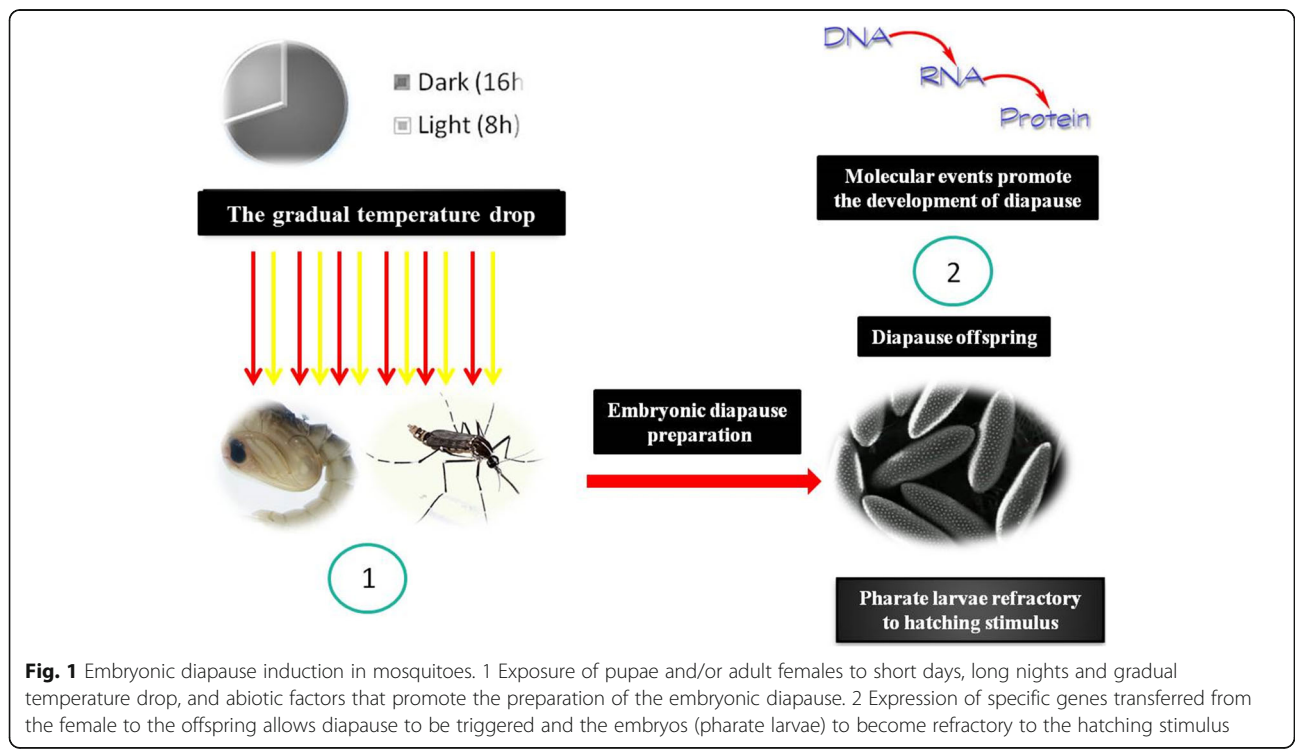 Dark (16h
Light (8h)
The gradual temperature drop
1
Embryonic diapause
preparation
DNA
RNA
Protein
Molecular events promote
the development of diapause
2
Diapause offspring
Pharate larvae refractory
to hatching stimulus
Fig. 1 Embryonic diapause induction in mosquitoes. 1 Exposure of pupae and/or adult females to short days, long nights and gradual
temperature drop, and abiotic factors that promote the preparation of the embryonic diapause. 2 Expression of specific genes transferred from
the female to the offspring allows diapause to be triggered and the embryos (pharate larvae) to become refractory to the hatching stimulus